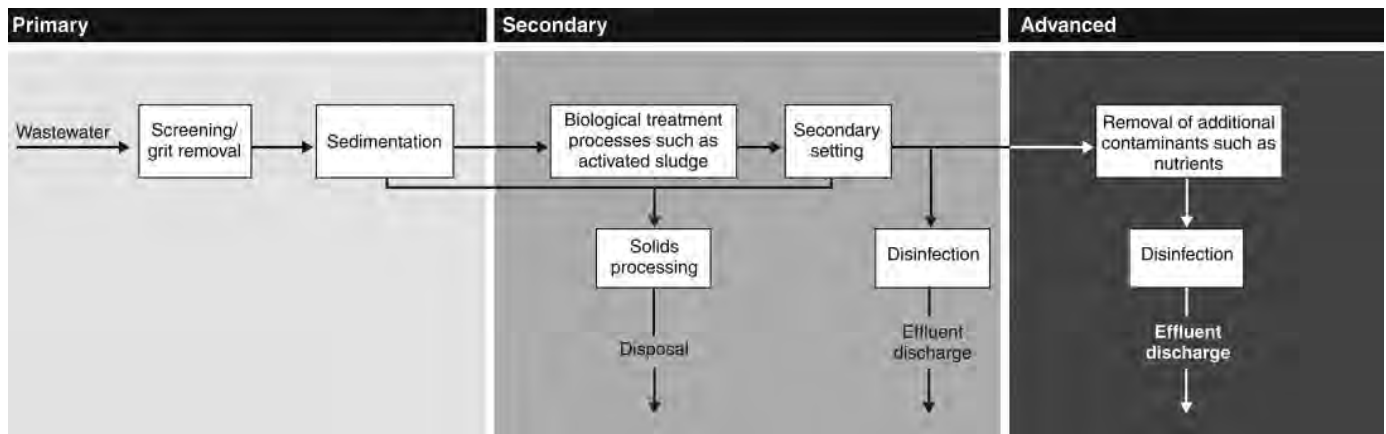 Primary
Secondary
Advanced
Wastewater
Screening/
grit removal
Sedimentation
Biological treatment
processes such as
activated sludge
Secondary
setting
Removal of additional
contaminants such as
nutrients
Solids
processing
Disinfection
Disinfection
Disposal
Effluent
discharge
Effluent
discharge